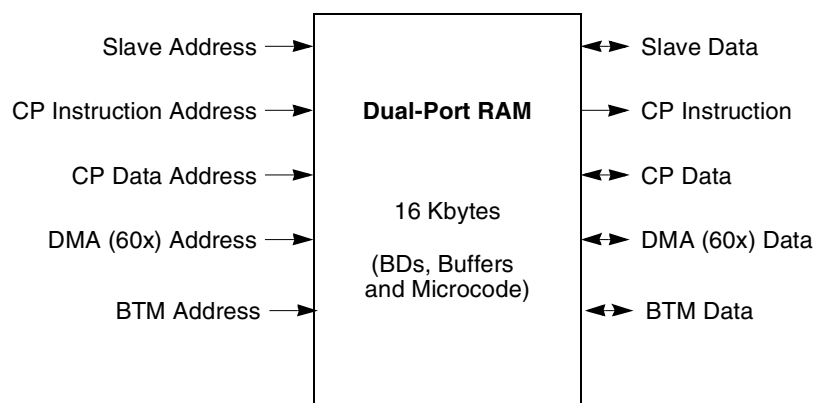 Slave Address
Slave Data
CP Instruction Address
Dual-Port RAM
CP Instruction
CP Data Address
CP Data
16 Kbytes
DMA (60x) Address
DMA (60x) Data
(BDs, Buffers
and Microcode)
BTM Address
BTM Data